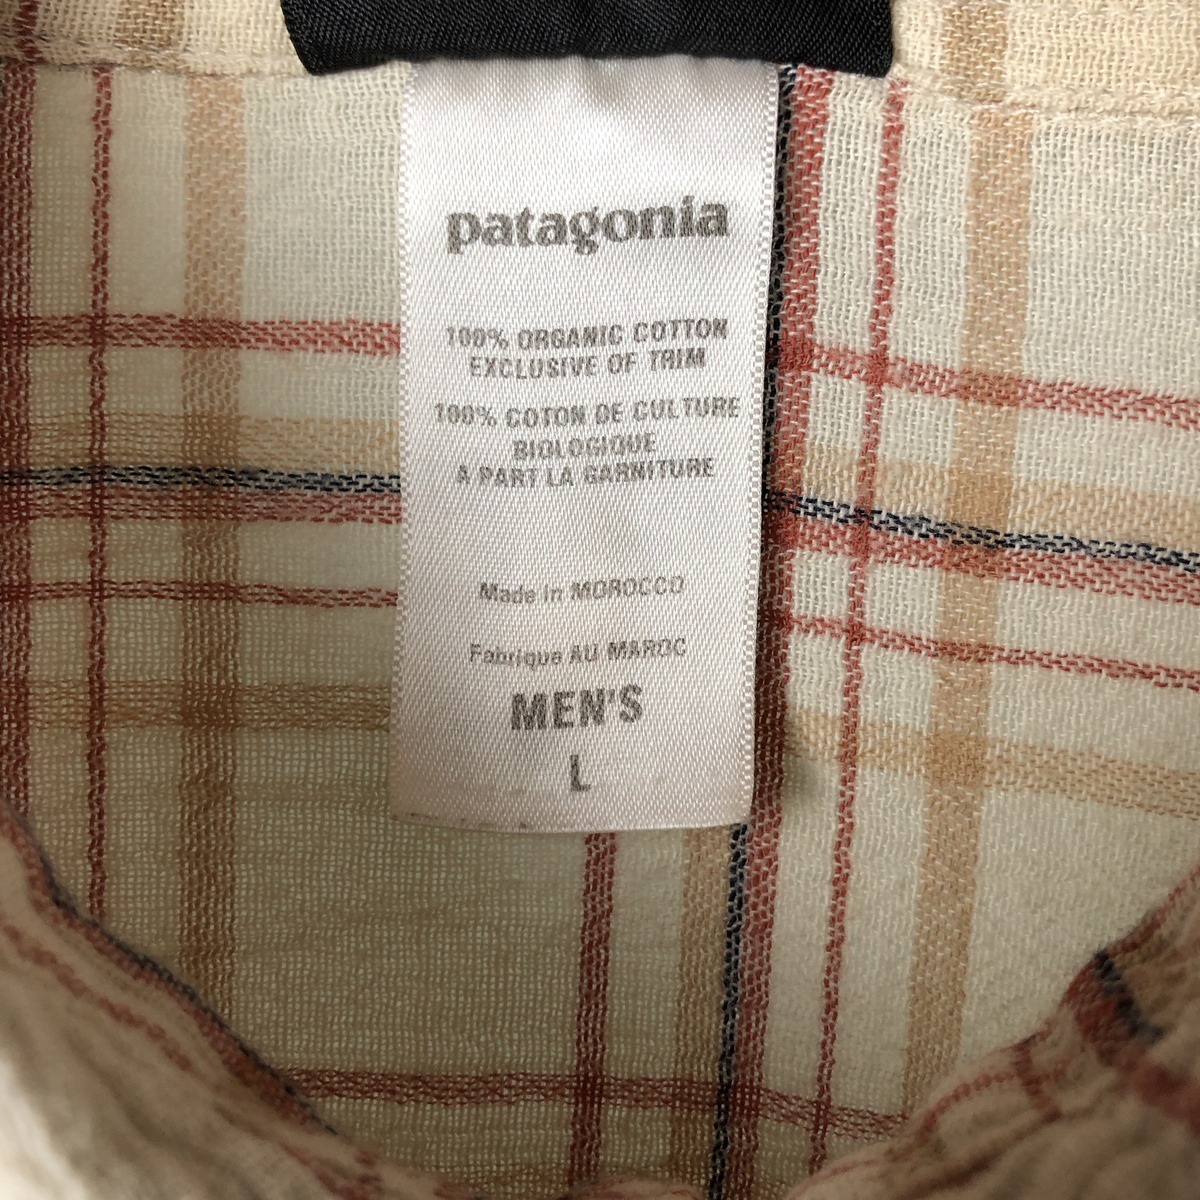 patagonia
100% ORGANIC COTTON
EXCLUSIVE OF TRIM
100% COTON DE CULTURE
BIOLOGIQUE
A PART LA GARNITURE
Made in MOROCCO
Fabrique AU MAROC
MEN'S
L